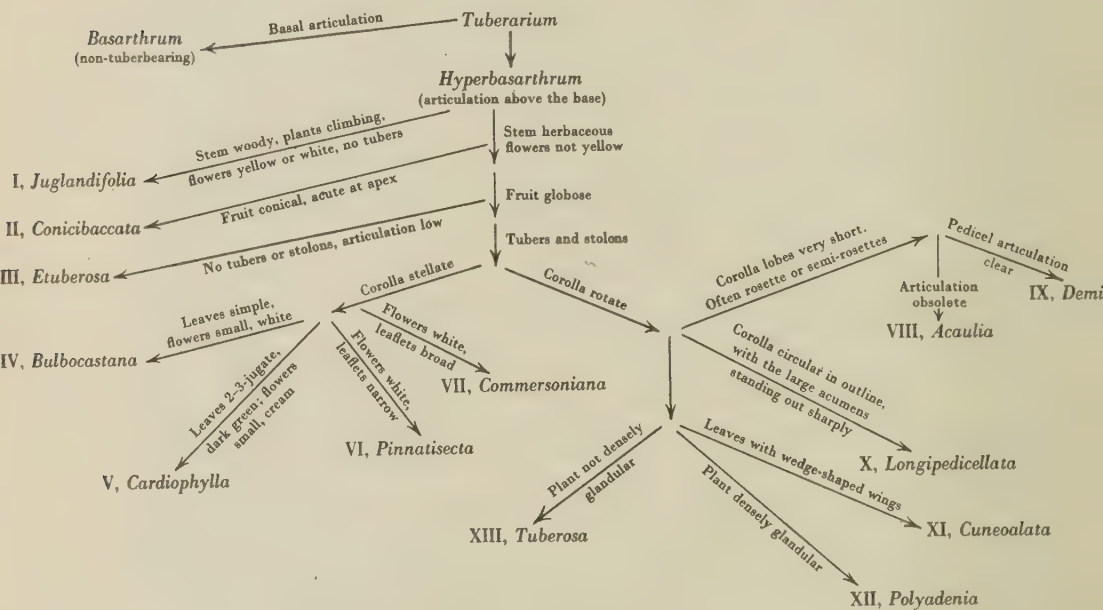 Tuberarium
Basal articulation
Basarthrum
(non-tuberbearing)
Hyperbasarthrum
(articulation above the base)
Stem woody, plants climbing,
flowers yellow or white, no tubers
Stem herbaceous
flowers not yellow
I, Juglandifolia
Fruit conical, acute at apex
Fruit globose
II, Conicibaccata
No tubers or stolons, articulation low
Tubers and stolons
III, Etuberosa
Corolla stellate
Corolla rotate
Corolla lobes very short.
Often rosette or semi-rosettes
Pedicel articulation
clear
IX, Demi
Articulation
obsolete
VIII, Acaulia
Leaves simple,
flowers small, white
IV, Bulbocastana
Leaves 2-3-jugate,
dark green; flowers
small, cream
V, Cardiophylla
Flowers white,
leaflets narrow
VI, Pinnatisecta
Flowers white,
leaflets broad
VII, Commersoniana
Corolla circular in outline,
with the large acumens
standing out sharply
X, Longipedicellata
Leaves with wedge-shaped wings
XI, Cuneoalata
Plant densely
glandular
XII, Polyadenia
Plant not densely
glandular
XIII, Tuberosa